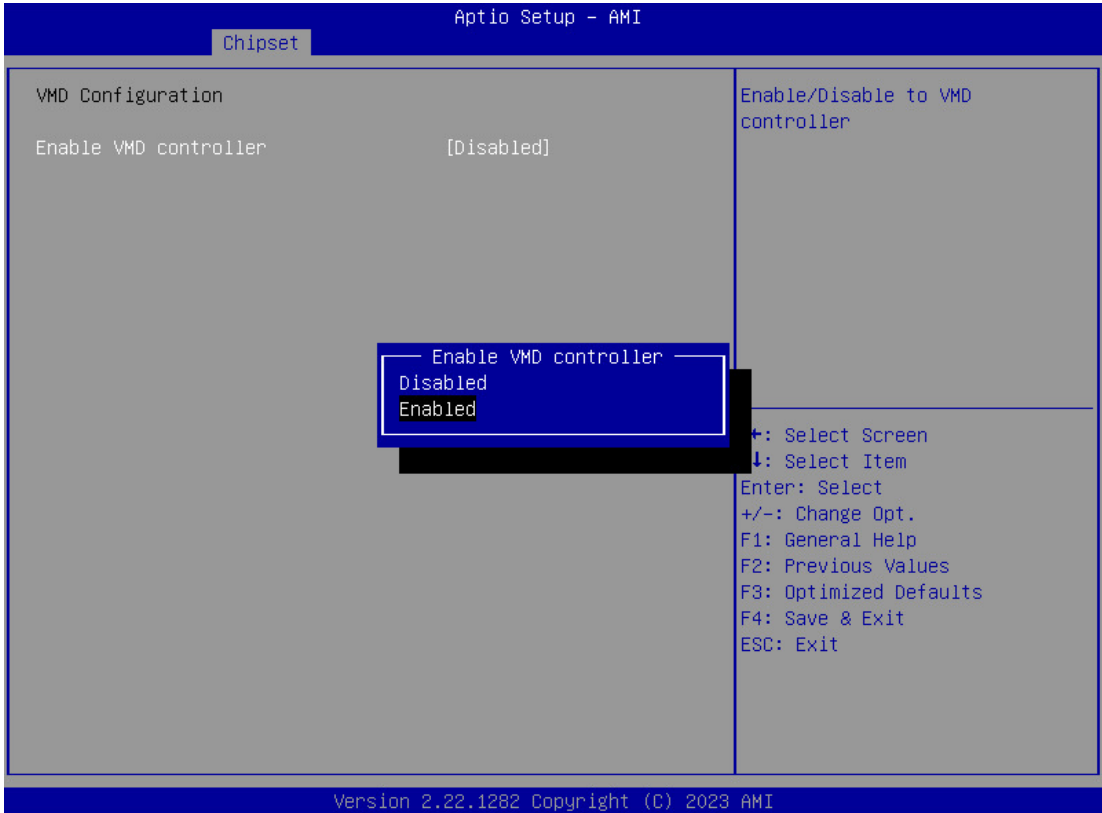 Aptio Setup – AMI
Chipset
VMD Configuration
Enable VMD controller [Disabled]
Enable/Disable to VMD
controller
Enable VMD controller
Disabled
Enabled
: Select Screen
↓: Select Item
Enter: Select
+/-: Change Opt.
F1: General Help
F2: Previous Values
F3: Optimized Defaults
F4: Save & Exit
ESC: Exit
Version 2.22.1282 Copyright (C) 2023 AMI